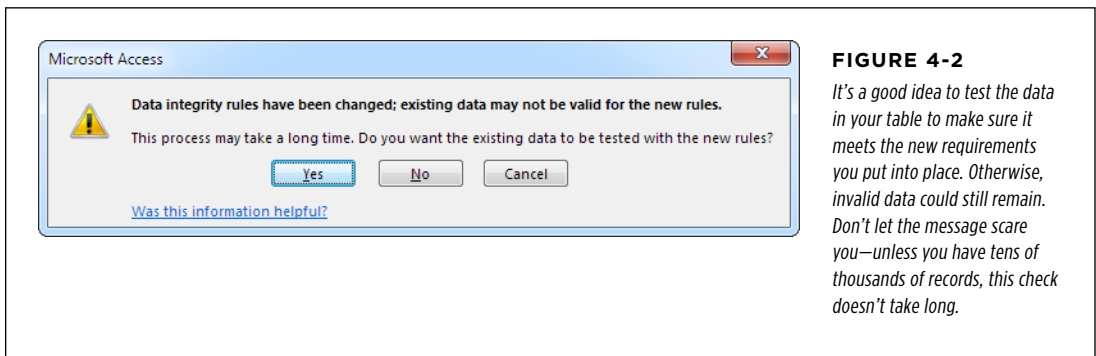 Microsoft Access
Data integrity rules have been changed; existing data may not be valid for the new rules.
This process may take a long time. Do you want the existing data to be tested with the new rules?
Yes
No
Cancel
Was this information helpful?
FIGURE 4-2
It's a good idea to test the data
in your table to make sure it
meets the new requirements
you put into place. Otherwise,
invalid data could still remain.
Don't let the message scare
you—unless you have tens of
thousands of records, this check
doesn't take long.